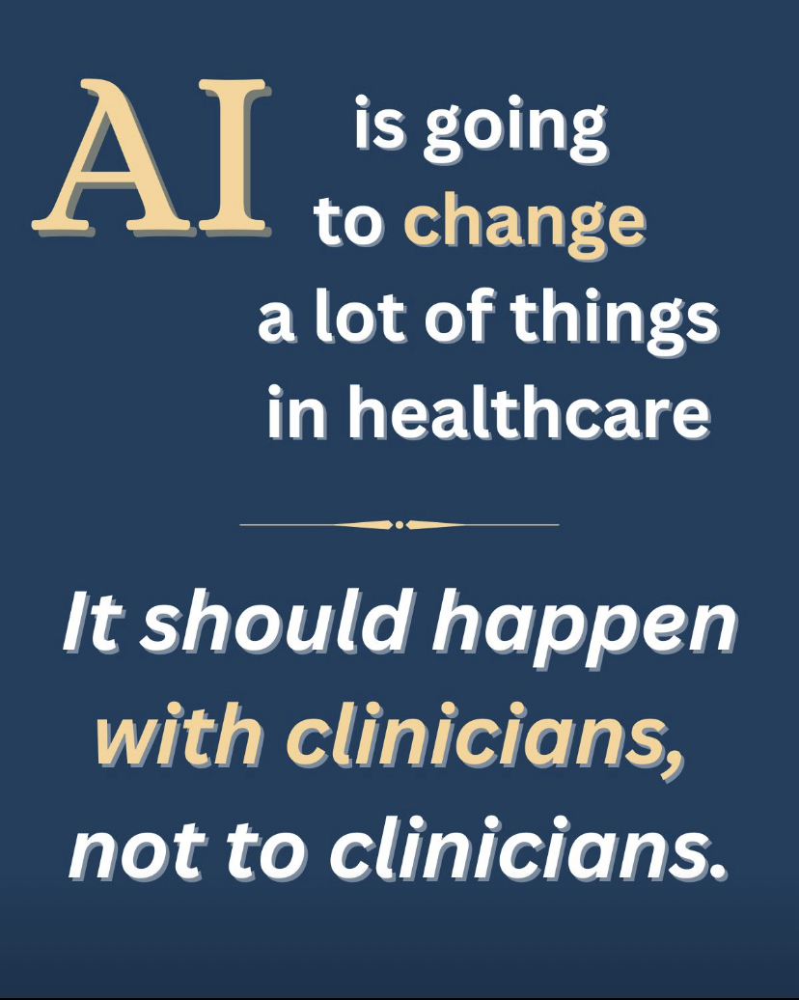 AI is going
to change
a lot of things
in healthcare
It should happen
with clinicians,
not to clinicians.